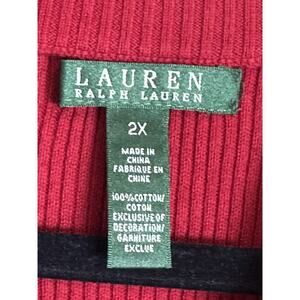 LAUREN
RALPH LAUREN
2X
MADE IN
CHINA
FABRIQUE EN
CHINE
100%COTTON/
COTON
EXCLUSIVE OF
DECORATION/
GARNITURE
EXCLUE